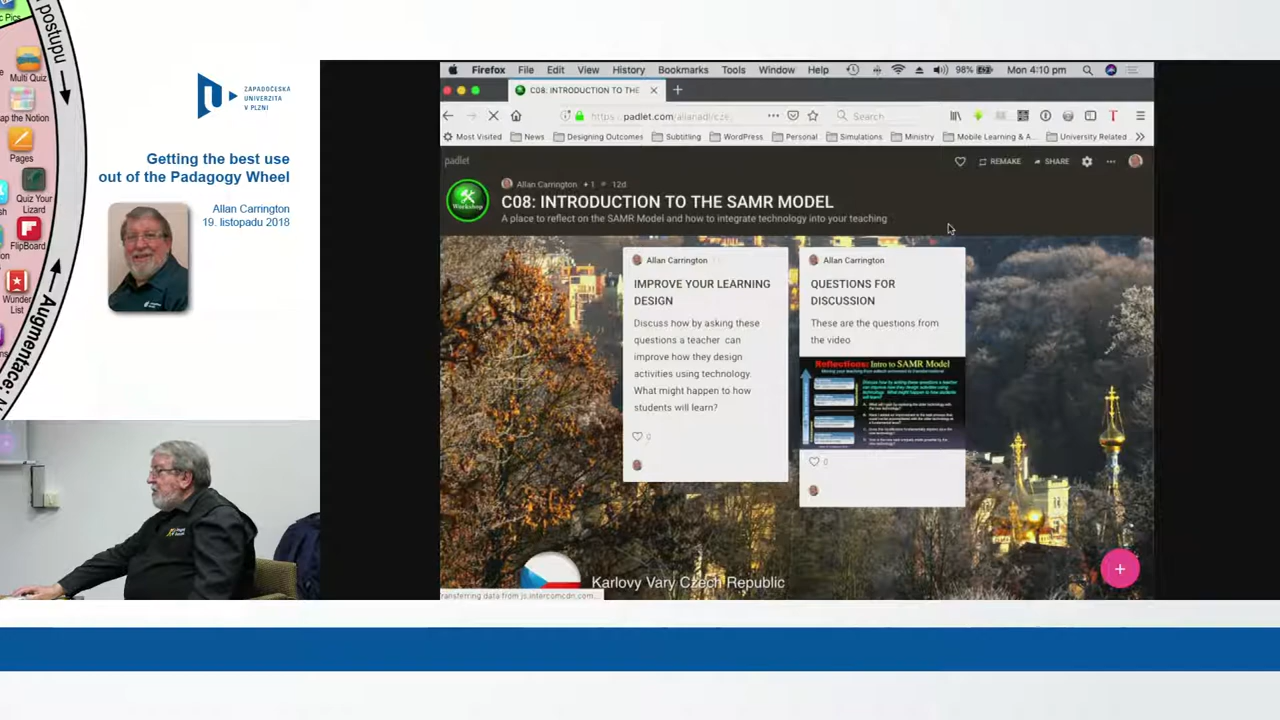 c Pics
postupu
Multi Quiz
ap the Notion
Pages
Quiz Your
Lizard
FlipBoard
Wunder
List
Augmentace
ZÁPADOČESKÁ
UNIVERZITA
V PLZNI
Getting the best use
out of the Padagogy Wheel
Allan Carrington
19. listopadu 2018
Firefox File Edit View History Bookmarks Tools Window Help 98% Mon 4:10 pm
C08: INTRODUCTION TO THE
https padlet.com/allanadl/cze
Search
Most Visited News Designing Outcomes Subtitling WordPress Personal Simulations Ministry Mobile Learning & A... University Related
padlet
REMAKE SHARE
Workshop
Allan Carrington +1 12d
C08: INTRODUCTION TO THE SAMR MODEL
A place to reflect on the SAMR Model and how to integrate technology into your teaching
Allan Carrington
IMPROVE YOUR LEARNING
DESIGN
Discuss how by asking these
questions a teacher can
improve how they design
activities using technology.
What might happen to how
students will learn?
0
Allan Carrington
QUESTIONS FOR
DISCUSSION
These are the questions from
the video
Reflections: Intro to SAMR Model
0
Karlovy Vary Czech Republic
transferring data from js.intercomcdn.com...